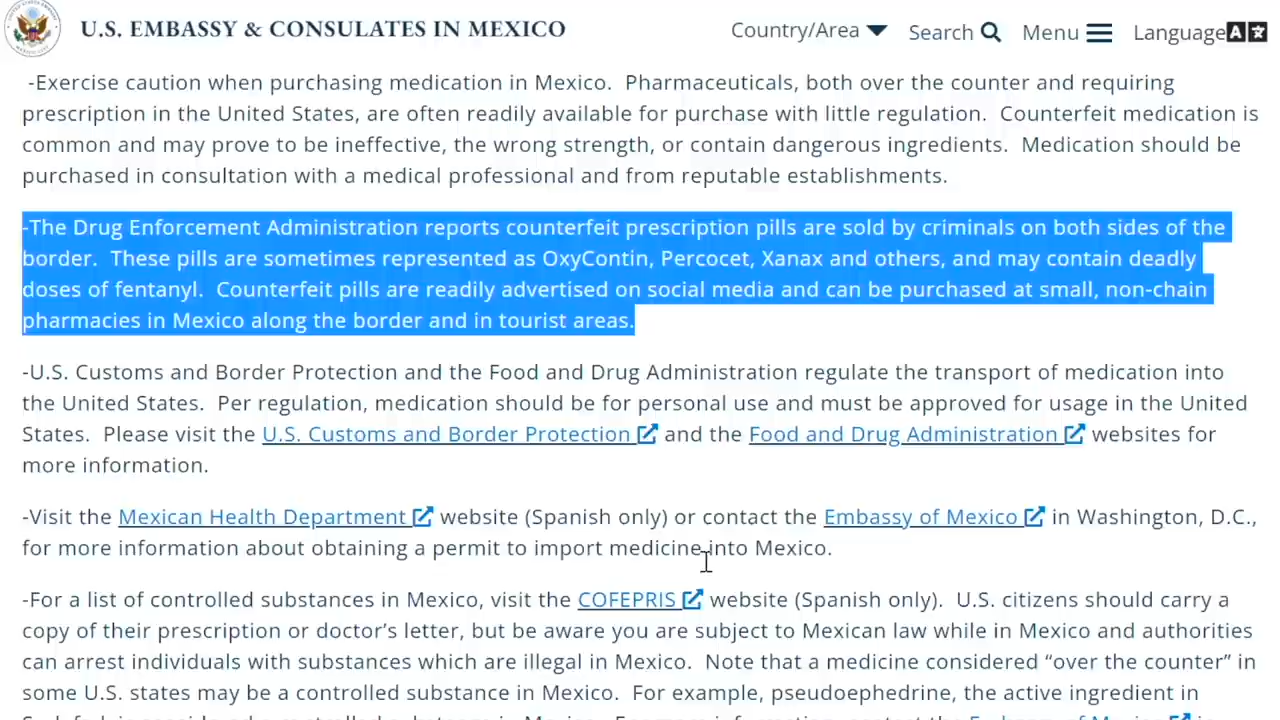 U.S. EMBASSY & CONSULATES IN MEXICO Country/Area Search Menu Language
-Exercise caution when purchasing medication in Mexico. Pharmaceuticals, both over the counter and requiring
prescription in the United States, are often readily available for purchase with little regulation. Counterfeit medication is
common and may prove to be ineffective, the wrong strength, or contain dangerous ingredients. Medication should be
purchased in consultation with a medical professional and from reputable establishments.
-The Drug Enforcement Administration reports counterfeit prescription pills are sold by criminals on both sides of the
border. These pills are sometimes represented as OxyContin, Percocet, Xanax and others, and may contain deadly
doses of fentanyl. Counterfeit pills are readily advertised on social media and can be purchased at small, non-chain
pharmacies in Mexico along the border and in tourist areas.
-U.S. Customs and Border Protection and the Food and Drug Administration regulate the transport of medication into
the United States. Per regulation, medication should be for personal use and must be approved for usage in the United
States. Please visit the U.S. Customs and Border Protection and the Food and Drug Administration websites for
more information.
-Visit the Mexican Health Department website (Spanish only) or contact the Embassy of Mexico in Washington, D.C.,
for more information about obtaining a permit to import medicine into Mexico.
-For a list of controlled substances in Mexico, visit the COFEPRIS website (Spanish only). U.S. citizens should carry a
copy of their prescription or doctor’s letter, but be aware you are subject to Mexican law while in Mexico and authorities
can arrest individuals with substances which are illegal in Mexico. Note that a medicine considered “over the counter” in
some U.S. states may be a controlled substance in Mexico. For example, pseudoephedrine, the active ingredient in